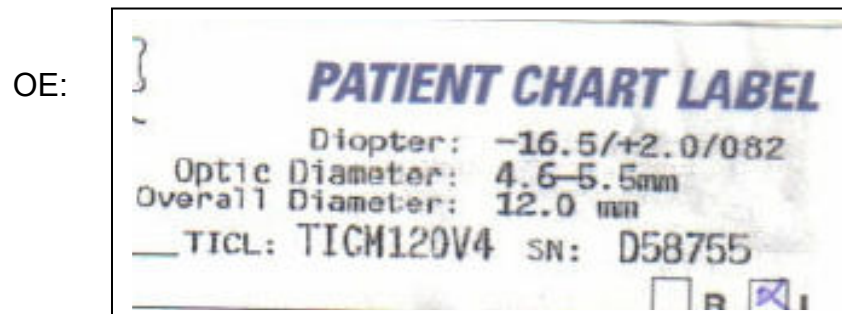 OE:
PATIENT CHART LABEL
Diopter: -16.5/+2.0/082
Optic Diameter: 4.6-5.5mm
Overall Diameter: 12.0 mm
TICL: TICM120V4 SN: D58755
R L